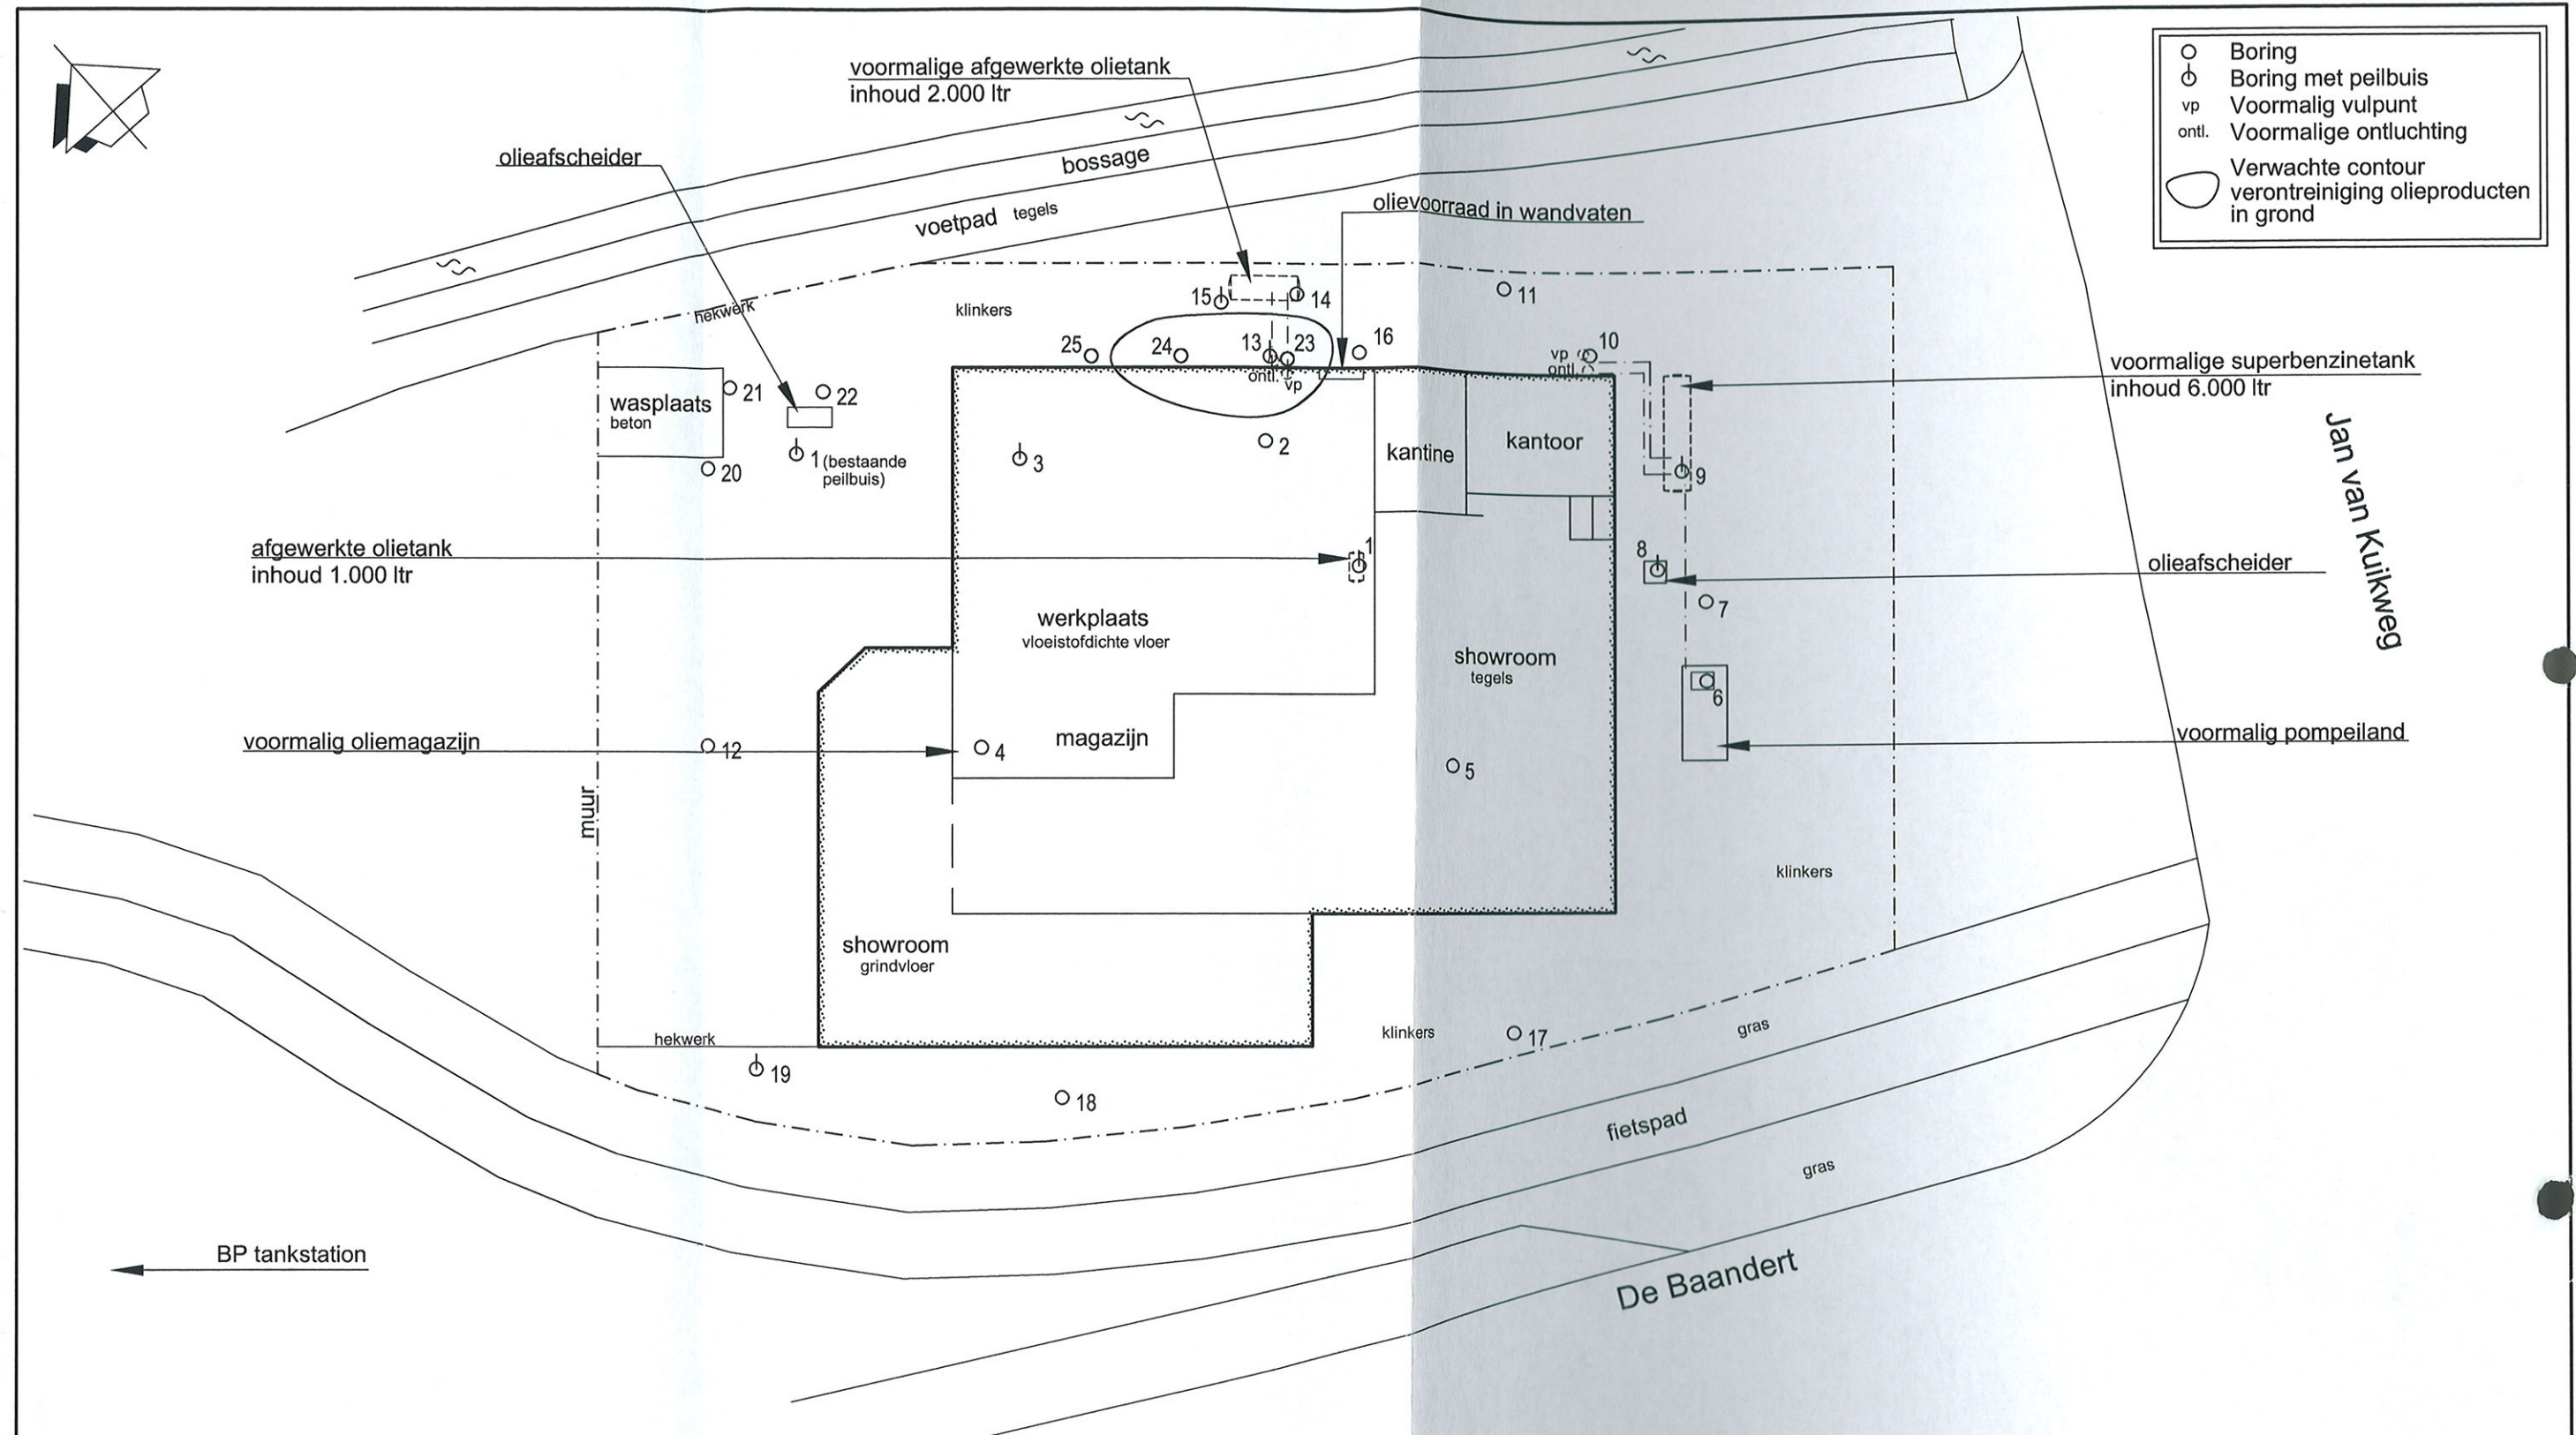 voormalige afgewerkte olietank
inhoud 2.000 ltr
olieafscheider
bossage
voetpad tegels
olievoorraad in wandvaten
Boring
Boring met peilbuis
vp Voormalig vulpunt
ontl. Voormalige ontluchting
Verwachte contour
verontreiniging olieproducten
in grond
hekwerk
klinkers
15
14
11
25
24
13
23
16
ontl.
vp
vp
ontl.
10
voormalige superbenzinetank
inhoud 6.000 ltr
Jan van Kuikweg
wasplaats
beton
21
22
20
1 (bestaande
peilbuis)
3
2
kantine
kantoor
9
afgewerkte olietank
inhoud 1.000 ltr
1
8
olieafscheider
7
werkplaats
vloeistofdichte vloer
showroom
tegels
6
voormalig oliemagazijn
12
4
magazijn
5
voormalig pompeiland
muur
klinkers
showroom
grindvloer
hekwerk
klinkers
17
gras
19
18
fietspad
gras
BP tankstation
De Baandert